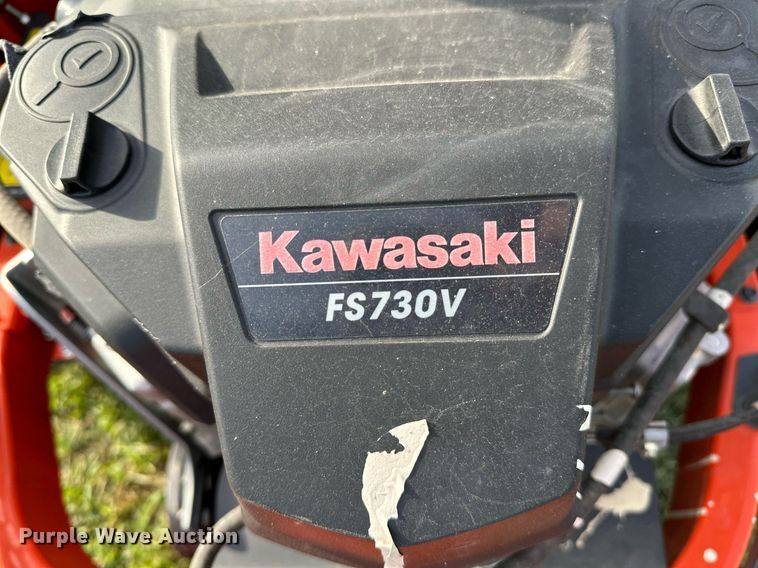 Kawasaki
FS730V
Purple Wave Auction